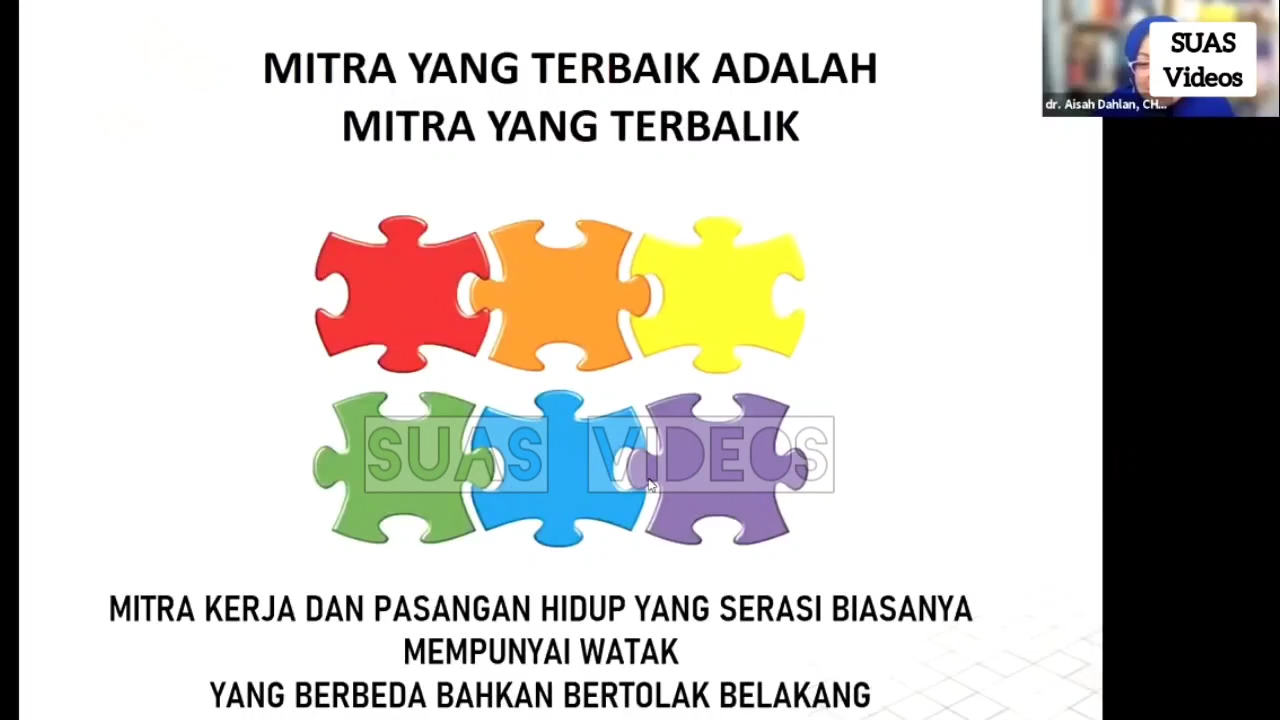 MITRA YANG TERBAIK ADALAH
MITRA YANG TERBALIK
SUAS
Videos
dr. Aisah Dahlan, CH...
SUAS VIDEOS
MITRA KERJA DAN PASANGAN HIDUP YANG SERASI BIASANYA
MEMPUNYAI WATAK
YANG BERBEDA BAHKAN BERTOLAK BELAKANG